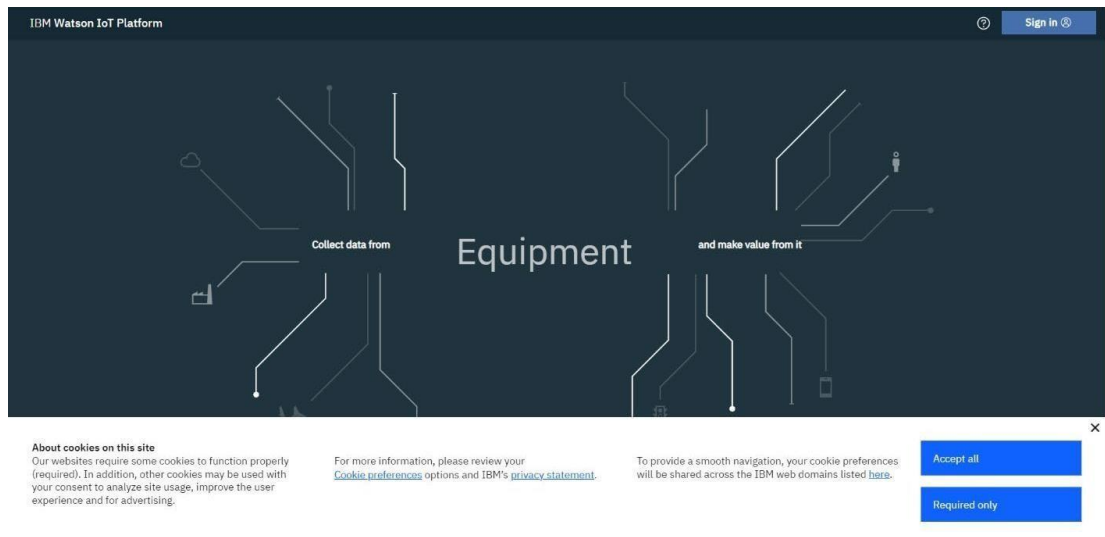 IBM Watson IoT Platform
Sign in
Collect data from
Equipment
and make value from it
About cookies on this site
Our websites require some cookies to function properly
(required). In addition, other cookies may be used with
your consent to analyze site usage, improve the user
experience and for advertising.
For more information, please review your
Cookie preferences options and IBM's privacy statement.
To provide a smooth navigation, your cookie preferences
will be shared across the IBM web domains listed here.
Accept all
Required only